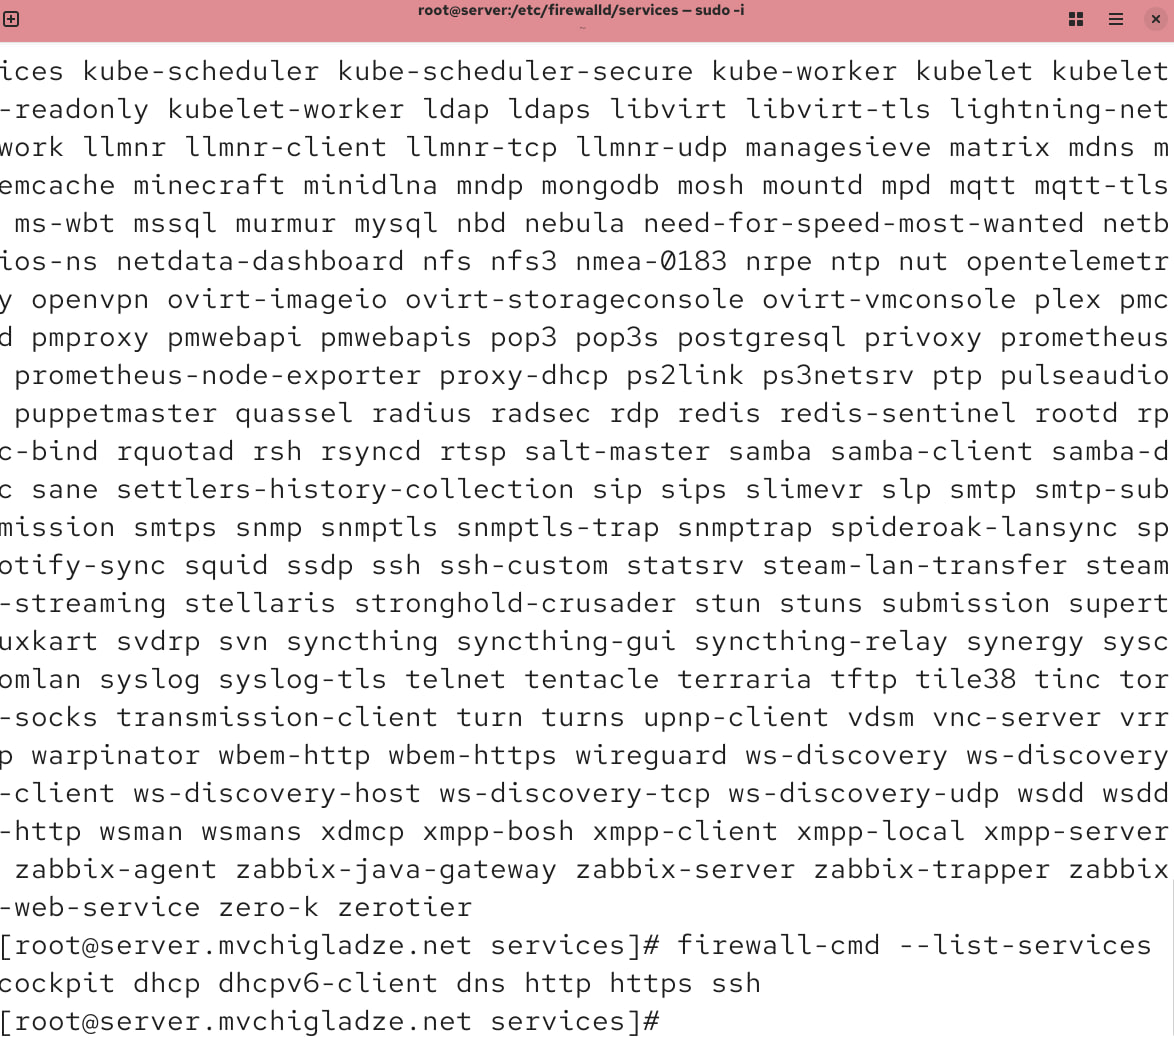 root@server:/etc/firewalld/services — sudo -i
~
ices kube-scheduler kube-scheduler-secure kube-worker kubelet kubelet
-readonly kubelet-worker ldap ldaps libvirt libvirt-tls lightning-net
work llmnr llmnr-client llmnr-tcp llmnr-udp managesieve matrix mdns m
emcache minecraft minidlna mndp mongodb mosh mountd mpd mqtt mqtt-tls
ms-wbt mssql murmur mysql nbd nebula need-for-speed-most-wanted netb
ios-ns netdata-dashboard nfs nfs3 nmea-0183 nrpe ntp nut opentelemetr
y openvpn ovirt-imageio ovirt-storageconsole ovirt-vmconsole plex pmc
d pmproxy pmwebapi pmwebapis pop3 pop3s postgresql privoxy prometheus
prometheus-node-exporter proxy-dhcp ps2link ps3netsrv ptp pulseaudio
puppetmaster quassel radius radsec rdp redis redis-sentinel rootd rp
c-bind rquotad rsh rsyncd rtsp salt-master samba samba-client samba-d
c sane settlers-history-collection sip sips slimevr slp smtp smtp-sub
mission smtps snmp snmptls snmptls-trap snmptrap spideroak-lansync sp
otify-sync squid ssdp ssh ssh-custom statsrv steam-lan-transfer steam
-streaming stellaris stronghold-crusader stun stuns submission supert
uxkart svdrp svn syncthing syncthing-gui syncthing-relay synergy sysc
omlan syslog syslog-tls telnet tentacle terraria tftp tile38 tinc tor
-socks transmission-client turn turns upnp-client vdsm vnc-server vrr
p warpinator wbem-http wbem-https wireguard ws-discovery ws-discovery
-client ws-discovery-host ws-discovery-tcp ws-discovery-udp wsdd wsdd
-http wsman wsmans xdmcp xmpp-bosh xmpp-client xmpp-local xmpp-server
zabbix-agent zabbix-java-gateway zabbix-server zabbix-trapper zabbix
-web-service zero-k zerotier
[root@server.mvchigladze.net services]# firewall-cmd --list-services
cockpit dhcp dhcpv6-client dns http https ssh
[root@server.mvchigladze.net services]#